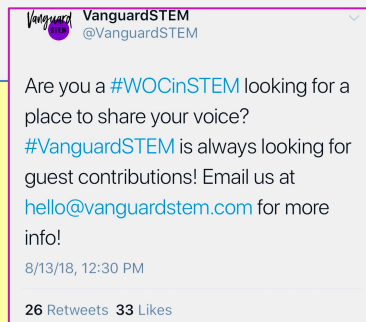 Vanguard
STEM
VanguardSTEM
@VanguardSTEM
Are you a #WOCinSTEM looking for a
place to share your voice?
#VanguardSTEM is always looking for
guest contributions! Email us at
hello@vanguardstem.com for more
info!
8/13/18, 12:30 PM
26 Retweets 33 Likes